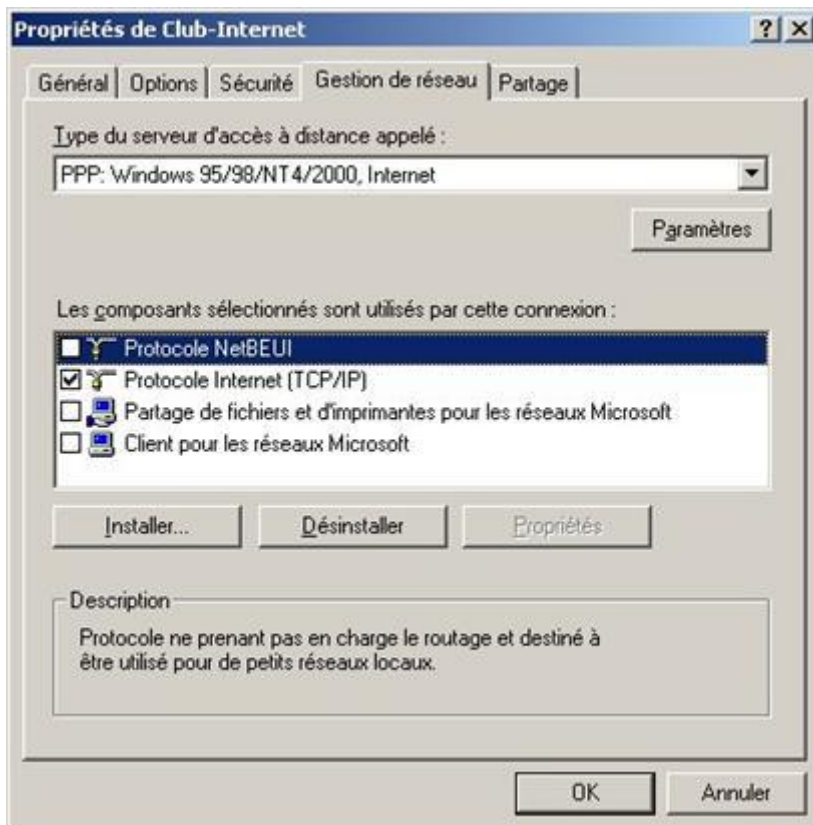 Propriétés de Club-Internet
Général Options Sécurité Gestion de réseau Partage
Type du serveur d'accès à distance appelé :
PPP: Windows 95/98/NT4/2000, Internet
Paramètres
Les composants sélectionnés sont utilisés par cette connexion :
Protocole NetBEUI
Protocole Internet (TCP/IP)
Partage de fichiers et d'imprimantes pour les réseaux Microsoft
Client pour les réseaux Microsoft
Installer... Désinstaller Propriétés
Description
Protocole ne prenant pas en charge le routage et destiné à
être utilisé pour de petits réseaux locaux.
OK Annuler